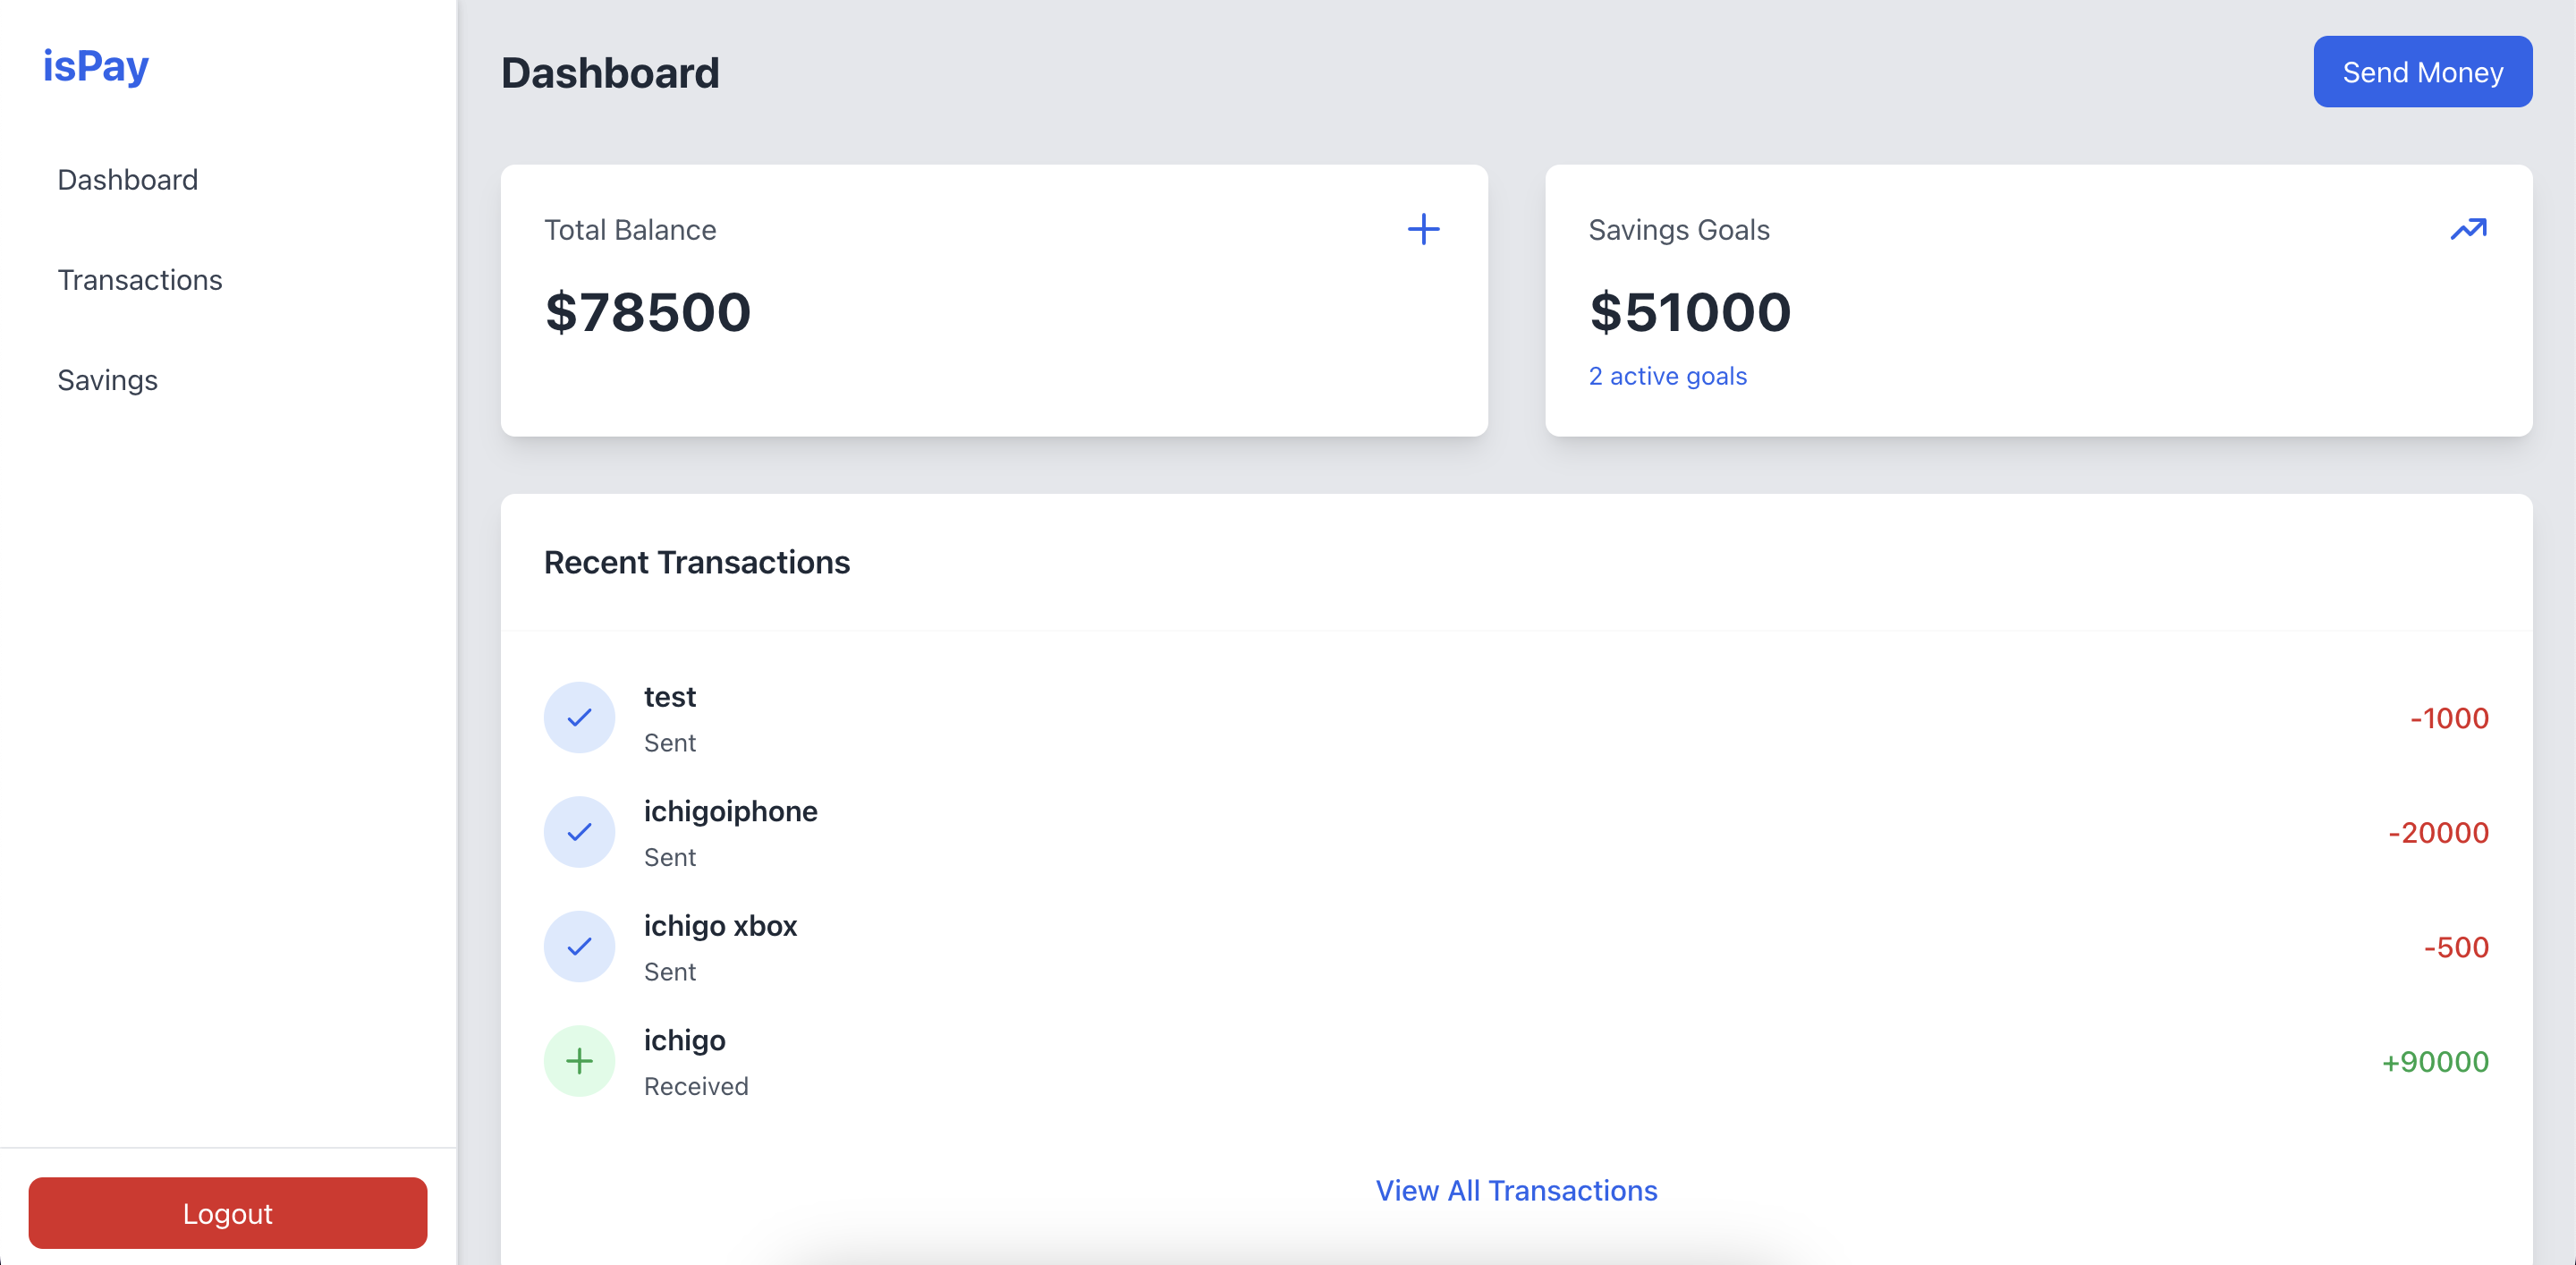 isPay
Dashboard
Transactions
Savings
Logout
Dashboard
Send Money
Total Balance
$78500
Savings Goals
$51000
2 active goals
Recent Transactions
test
Sent
-1000
ichigoiphone
Sent
-20000
ichigo xbox
Sent
-500
ichigo
Received
+90000
View All Transactions